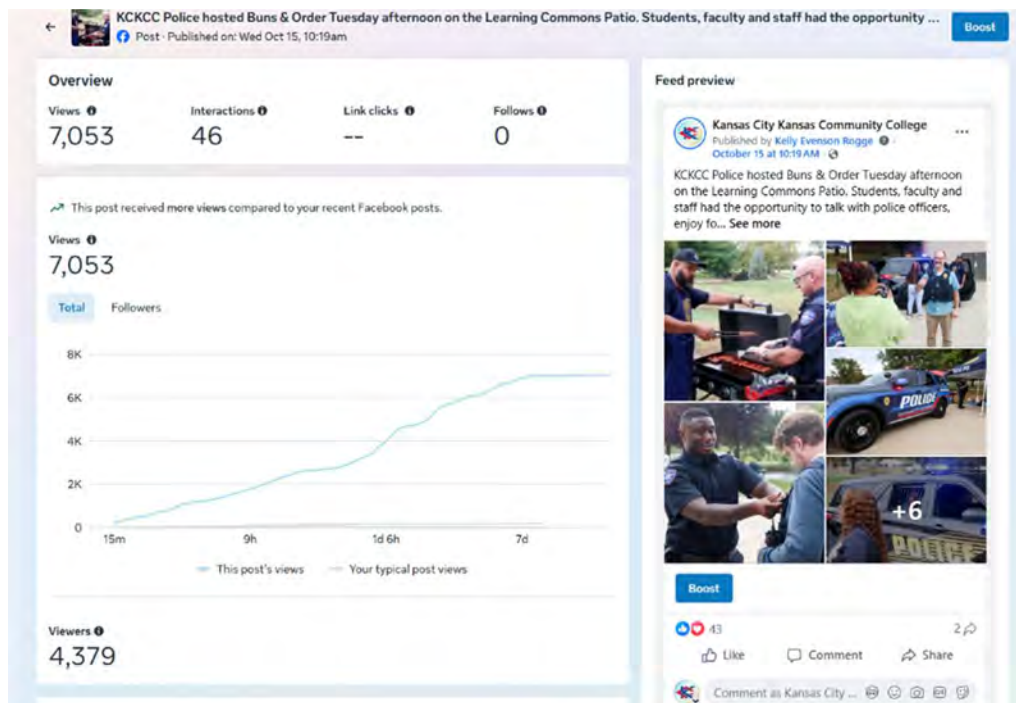 KCKCC Police hosted Buns & Order Tuesday afternoon on the Learning Commons Patio. Students, faculty and staff had the opportunity ...
Post · Published on: Wed Oct 15, 10:19am
Boost
Overview
Views
Interactions
Link clicks
Follows
7,053
46
--
0
This post received more views compared to your recent Facebook posts.
Views
7,053
Total
Followers
8K
6K
4K
2K
0
15m
9h
1d 6h
7d
This post's views
Your typical post views
Viewers
4,379
Feed preview
Kansas City Kansas Community College
...
Published by Kelly Evenson Rogge
October 15 at 10:19 AM ·
KCKCC Police hosted Buns & Order Tuesday afternoon
on the Learning Commons Patio. Students, faculty and
staff had the opportunity to talk with police officers,
enjoy fo... See more
POLICE
+6
POLICE
Boost
43
2
Like
Comment
Share
Comment as Kansas City ...
GIF